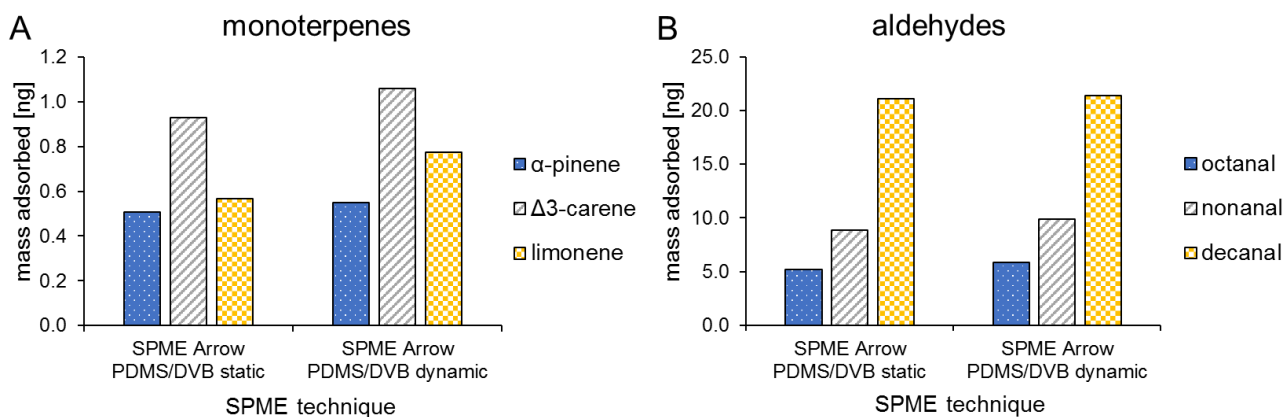 A
monoterpenes
mass adsorbed [ng]
1.2
1.0
0.8
0.6
0.4
0.2
0.0
SPME Arrow
PDMS/DVB static
SPME Arrow
PDMS/DVB dynamic
SPME technique
α-pinene
Δ3-carene
limonene
B
aldehydes
mass adsorbed [ng]
25.0
20.0
15.0
10.0
5.0
0.0
SPME Arrow
PDMS/DVB static
SPME Arrow
PDMS/DVB dynamic
SPME technique
octanal
nonanal
decanal